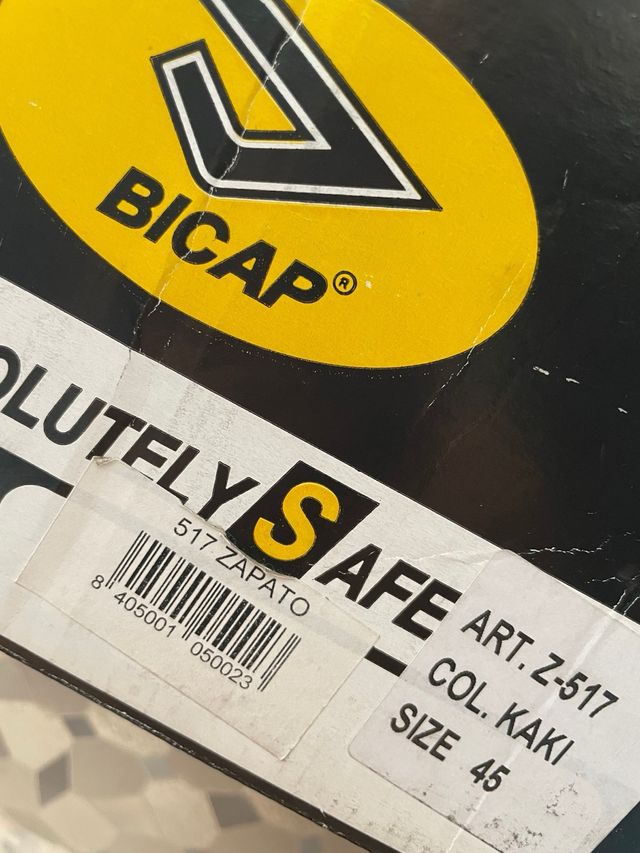 BICAP®
OLUTELY SAFE
517 ZAPATO
8 405001 050023
ART. Z-517
COL. KAKI
SIZE 45